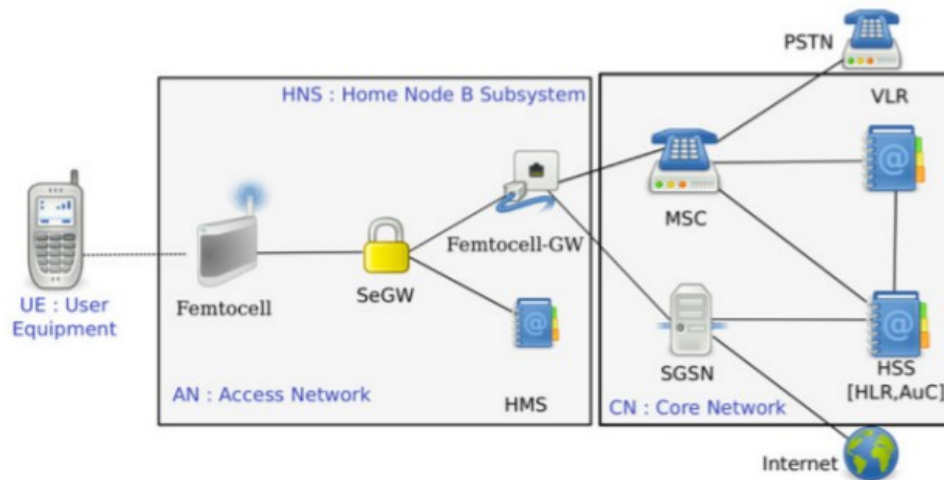 PSTN
HNS : Home Node B Subsystem
VLR
MSC
Femtocell-GW
Femtocell
SeGW
UE : User
Equipment
SGSN
HSS
[HLR,AuC]
AN : Access Network
HMS
CN : Core Network
Internet